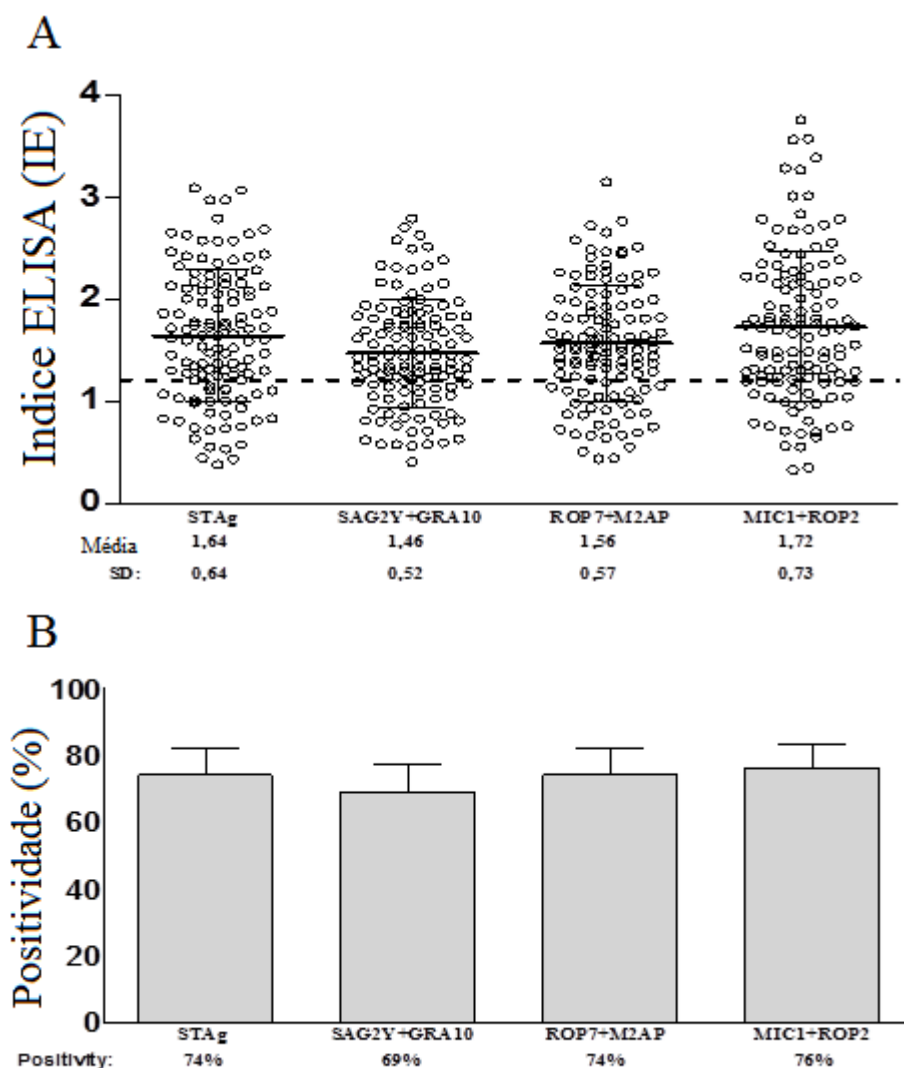 A
Indice ELISA (IE)
4
3
2
1
0
STAg SAG2Y+GRA10 ROP7+M2AP MIC1+ROP2
Média 1,64 1,46 1,56 1,72
SD: 0,64 0,52 0,57 0,73
B
Positividade (%)
100
80
60
40
20
0
STAg SAG2Y+GRA10 ROP7+M2AP MIC1+ROP2
Positivity: 74% 69% 74% 76%